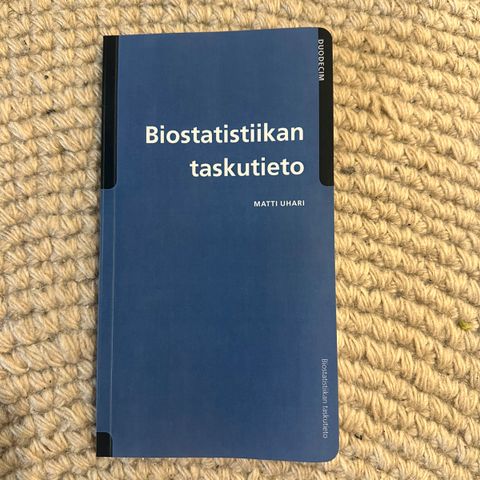 DUODECIM
Biostatistiikan
taskutieto
MATTI UHARI
Biostatistiikan taskutieto